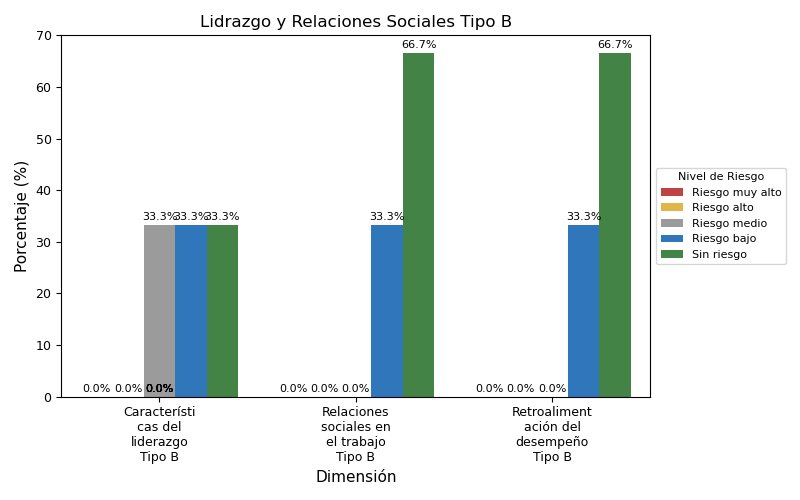 Lidrazgo y Relaciones Sociales Tipo B
Porcentaje (%)
70
60
50
40
30
20
10
0
33.3% 33.3% 33.3%
0.0% 0.0% 0.0%
33.3% 66.7%
0.0% 0.0% 0.0%
33.3% 66.7%
0.0% 0.0% 0.0%
Característi
cas del
liderazgo
Tipo B
Relaciones
sociales en
el trabajo
Tipo B
Retroaliment
ación del
desempeño
Tipo B
Dimensión
Nivel de Riesgo
Riesgo muy alto
Riesgo alto
Riesgo medio
Riesgo bajo
Sin riesgo